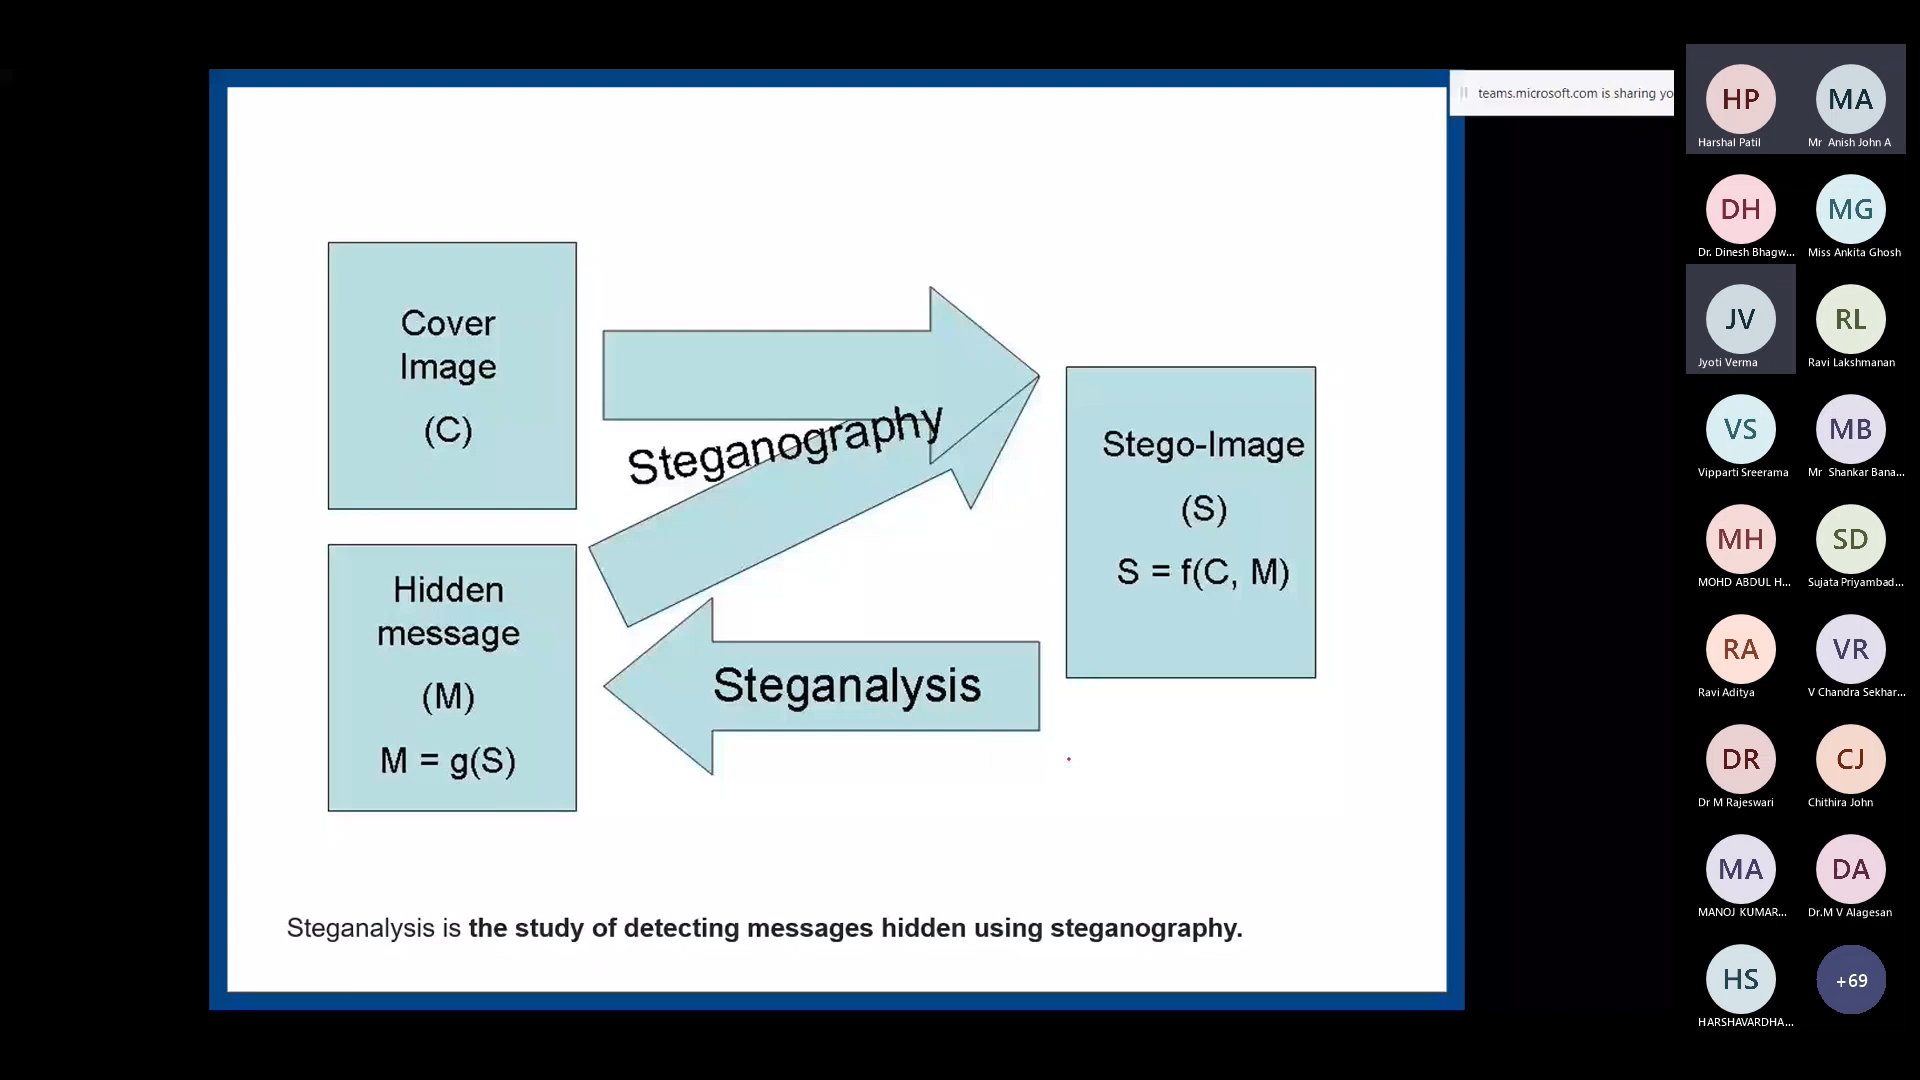 teams.microsoft.com is sharing yo
Cover
Image
(C)
Steganography
Hidden
message
(M)
M = g(S)
Steganalysis
Stego-Image
(S)
S = f(C, M)
Steganalysis is the study of detecting messages hidden using steganography.
HP
Harshal Patil
MA
Mr Anish John A
DH
Dr. Dinesh Bhagw...
MG
Miss Ankita Ghosh
JV
Jyoti Verma
RL
Ravi Lakshmanan
VS
Vipparti Sreerama
MB
Mr Shankar Bana...
MH
MOHD ABDUL H...
SD
Sujata Priyambad...
RA
Ravi Aditya
VR
V Chandra Sekhar...
DR
Dr M Rajeswari
CJ
Chithira John
MA
MANOJ KUMAR...
DA
Dr.M V Alagesan
HS
HARSHAVARDHA...
+69